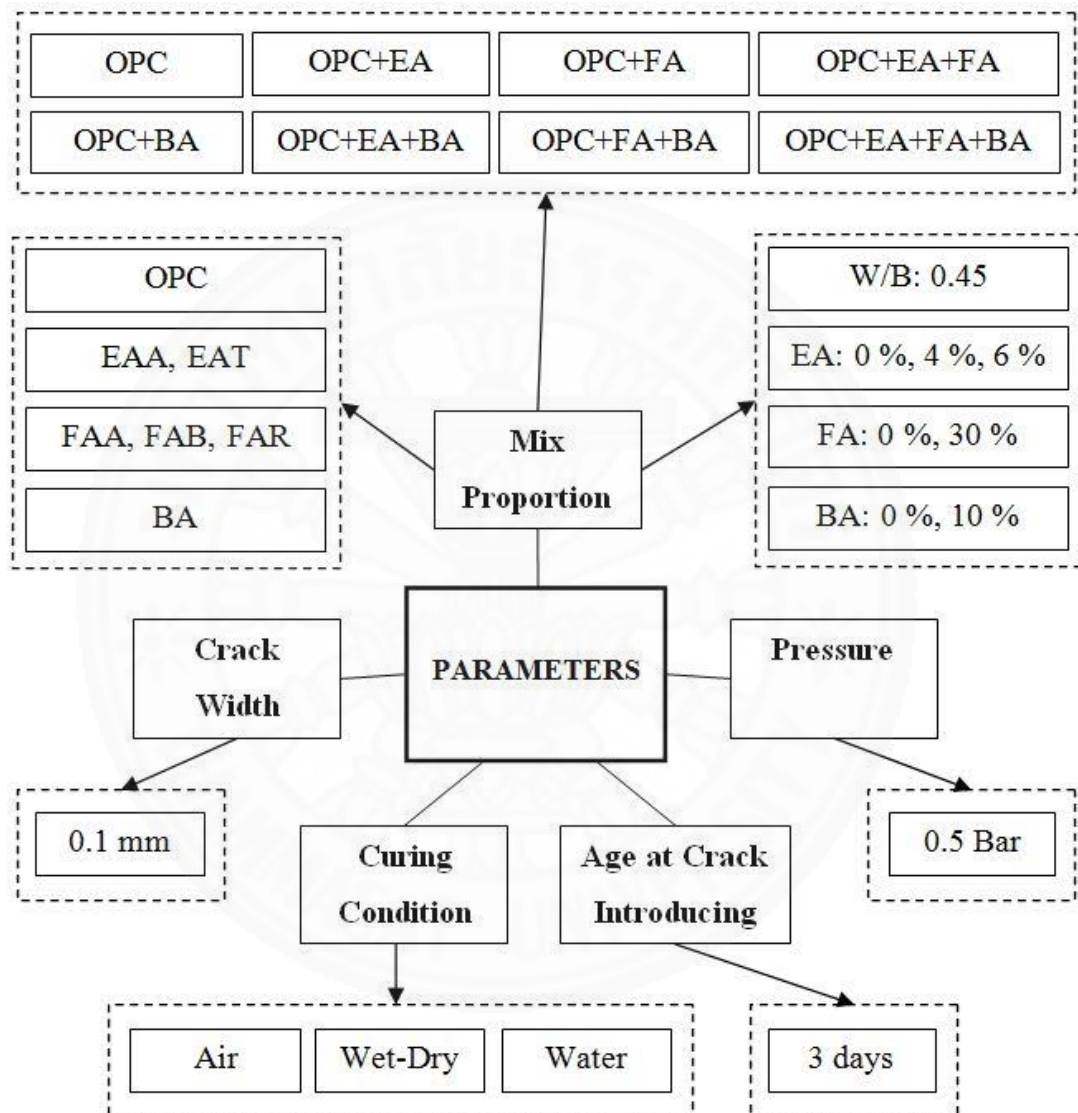 OPC
OPC+EA
OPC+FA
OPC+EA+FA
OPC+BA
OPC+EA+BA
OPC+FA+BA
OPC+EA+FA+BA
OPC
EAA, EAT
FAA, FAB, FAR
BA
W/B: 0.45
EA: 0 %, 4 %, 6 %
FA: 0 %, 30 %
BA: 0 %, 10 %
Mix
Proportion
Crack
Width
PARAMETERS
Pressure
0.1 mm
Curing
Condition
Age at Crack
Introducing
0.5 Bar
Air
Wet-Dry
Water
3 days